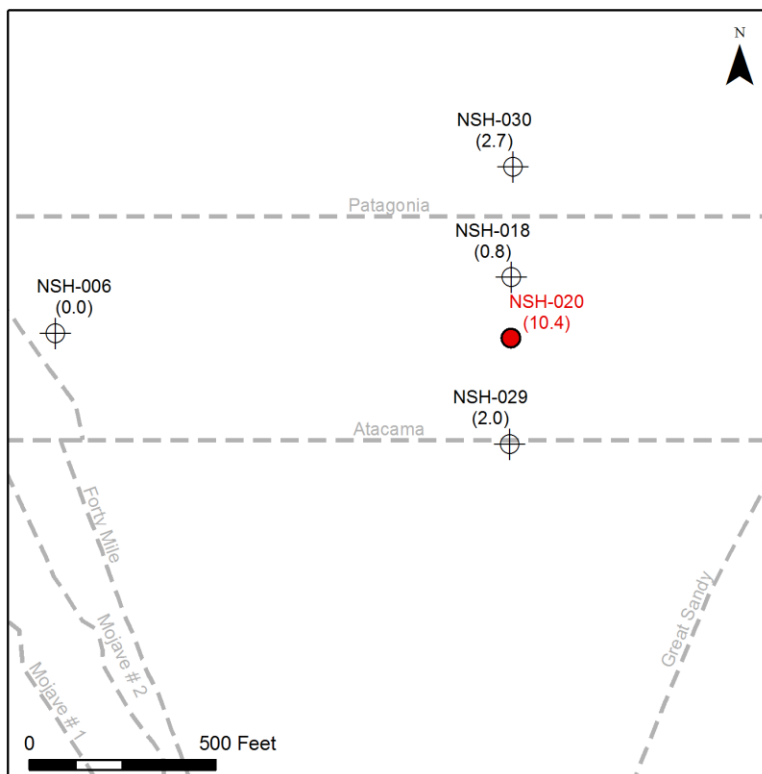 N
NSH-030
(2.7)
Patagonia
NSH-018
(0.8)
NSH-006
(0.0)
NSH-020
(10.4)
NSH-029
(2.0)
Atacama
Forty Mile
Great Sandy
Mojave # 2
Mojave # 1
0 500 Feet